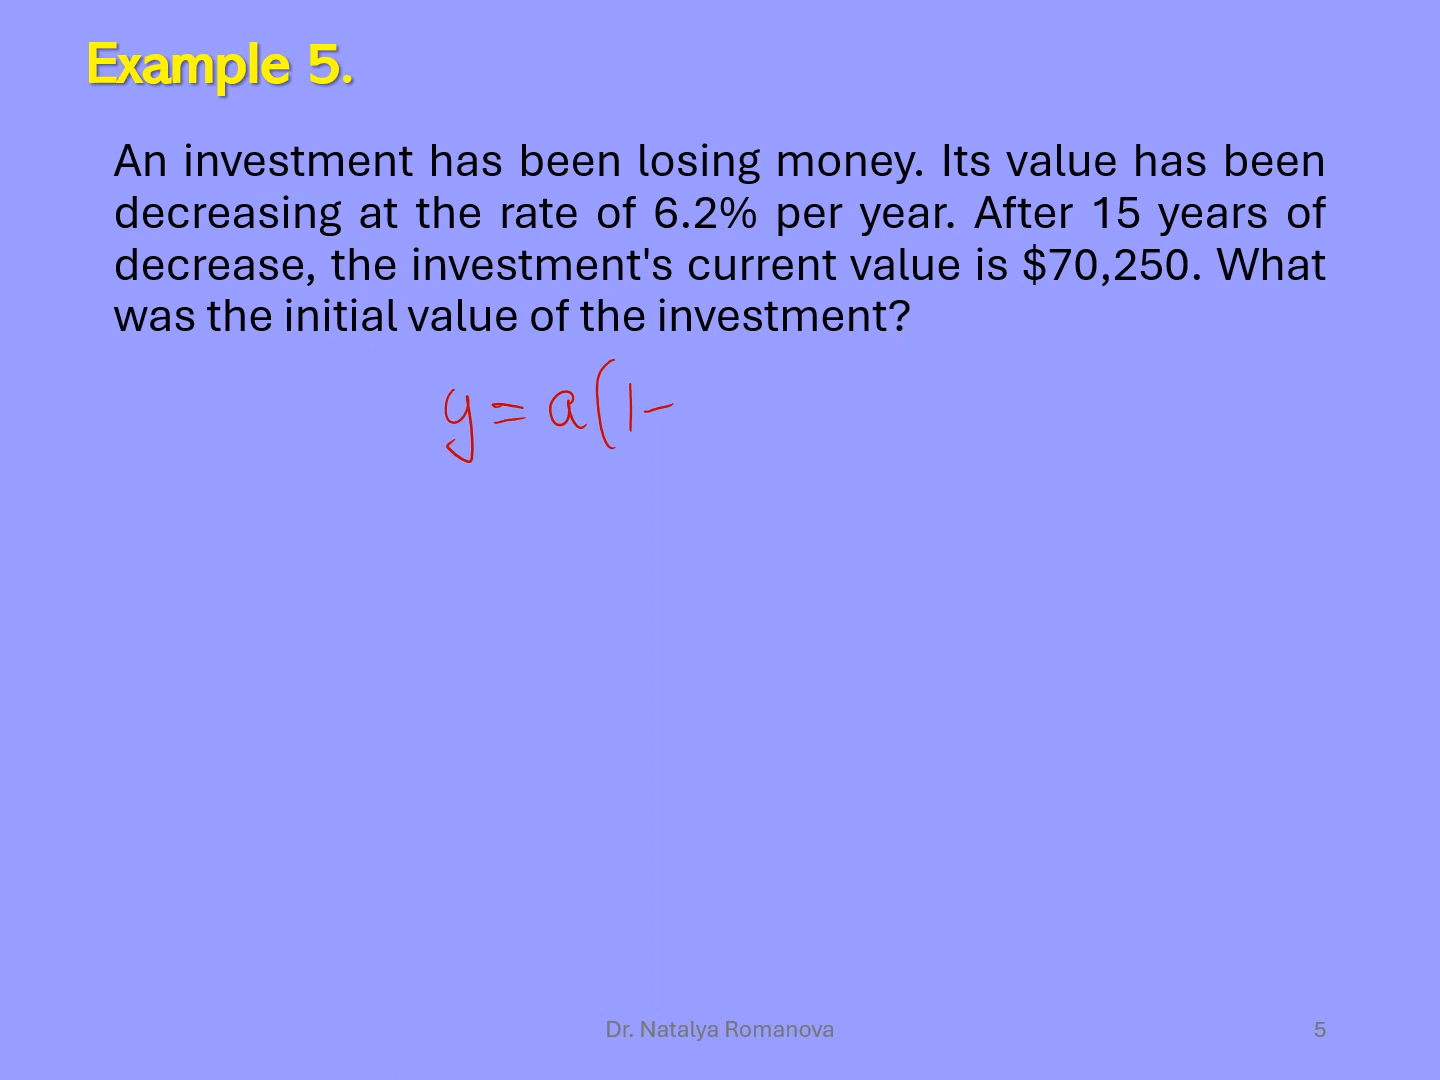 Example 5.
An investment has been losing money. Its value has been
decreasing at the rate of 6.2% per year. After 15 years of
decrease, the investment's current value is $70,250. What
was the initial value of the investment?
y = a(1-
Dr. Natalya Romanova
5